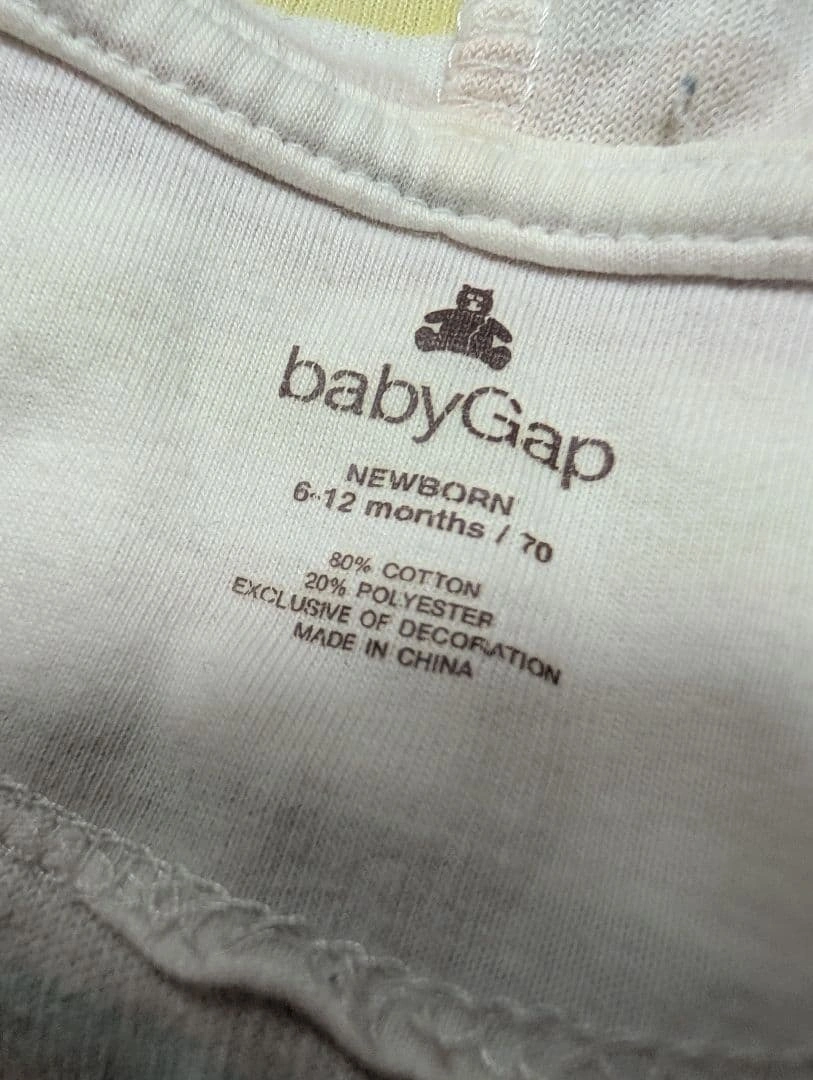 babyGap
NEWBORN
6-12 months / 70
80% COTTON
20% POLYESTER
EXCLUSIVE OF DECORATION
MADE IN CHINA